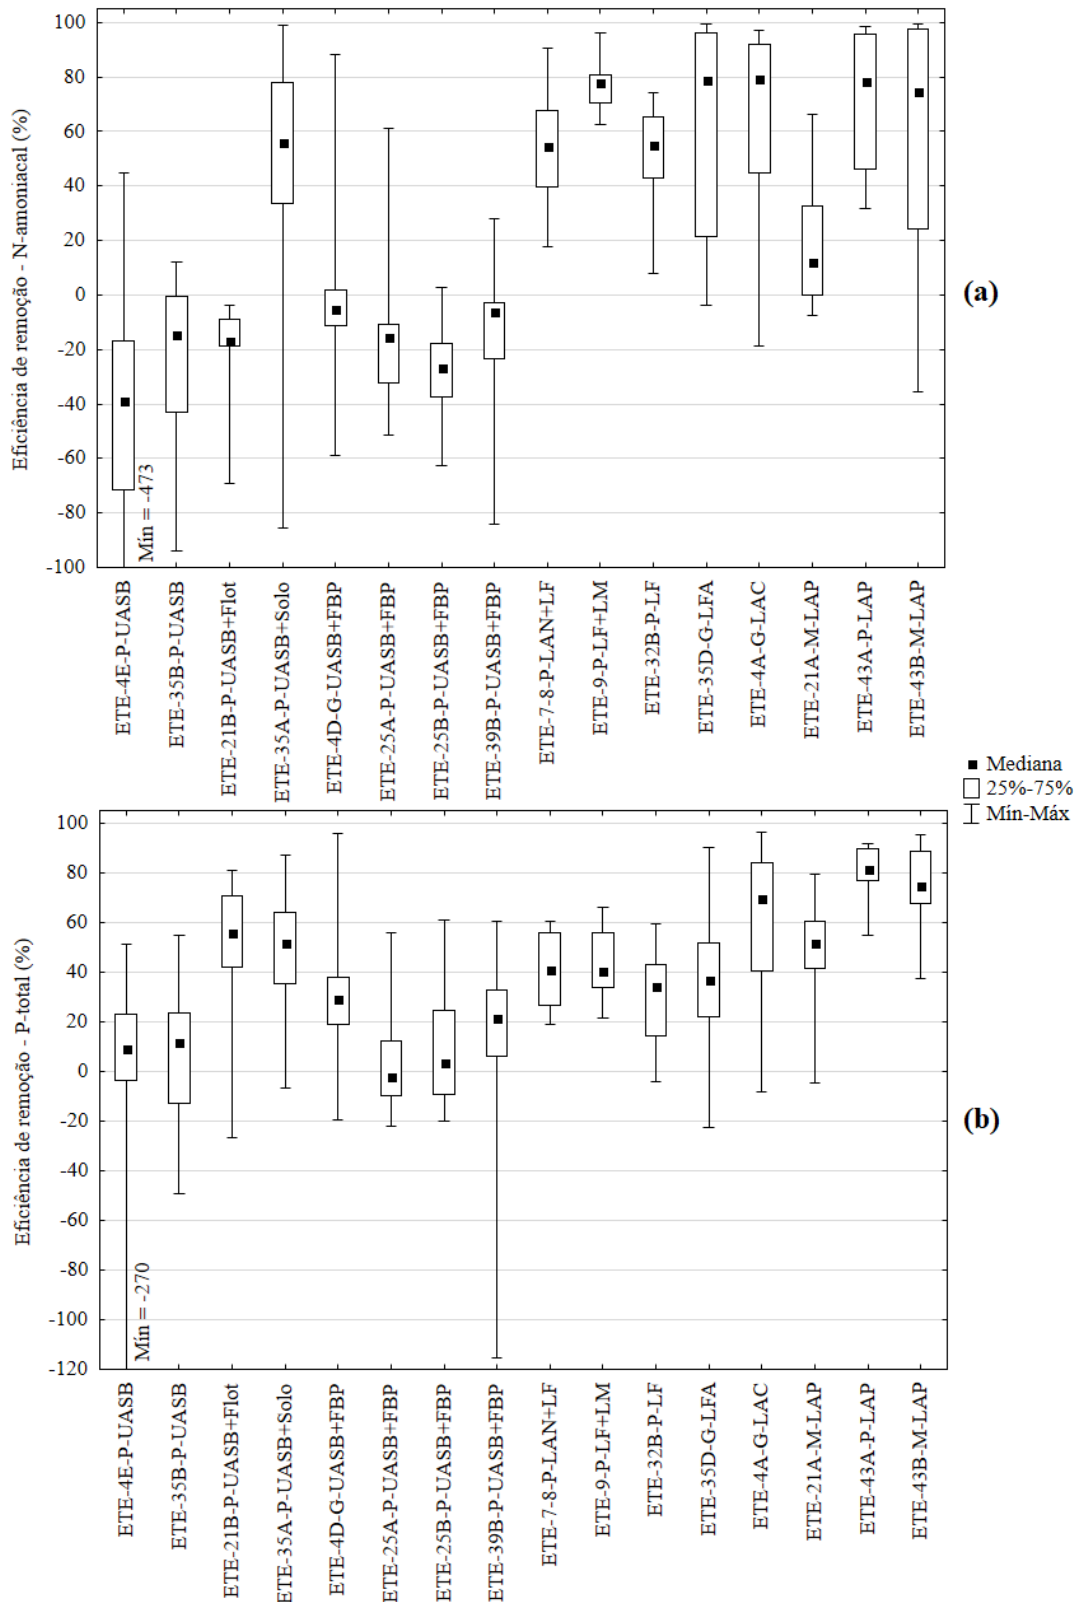 Eficiência de remoção - N-amoniacal (%)
100
80
60
40
20
0
-20
-40
-60
-80
-100
Mín = -473
(a)
ETE-4E-P-UASB
ETE-35B-P-UASB
ETE-21B-P-UASB+Flot
ETE-35A-P-UASB+Solo
ETE-4D-G-UASB+FBP
ETE-25A-P-UASB+FBP
ETE-25B-P-UASB+FBP
ETE-39B-P-UASB+FBP
ETE-7-8-P-LAN+LF
ETE-9-P-LF+LM
ETE-32B-P-LF
ETE-35D-G-LFA
ETE-4A-G-LAC
ETE-21A-M-LAP
ETE-43A-P-LAP
ETE-43B-M-LAP
Mediana
25%-75%
Mín-Máx
Eficiência de remoção - P-total (%)
100
80
60
40
20
0
-20
-40
-60
-80
-100
-120
Mín = -270
(b)
ETE-4E-P-UASB
ETE-35B-P-UASB
ETE-21B-P-UASB+Flot
ETE-35A-P-UASB+Solo
ETE-4D-G-UASB+FBP
ETE-25A-P-UASB+FBP
ETE-25B-P-UASB+FBP
ETE-39B-P-UASB+FBP
ETE-7-8-P-LAN+LF
ETE-9-P-LF+LM
ETE-32B-P-LF
ETE-35D-G-LFA
ETE-4A-G-LAC
ETE-21A-M-LAP
ETE-43A-P-LAP
ETE-43B-M-LAP